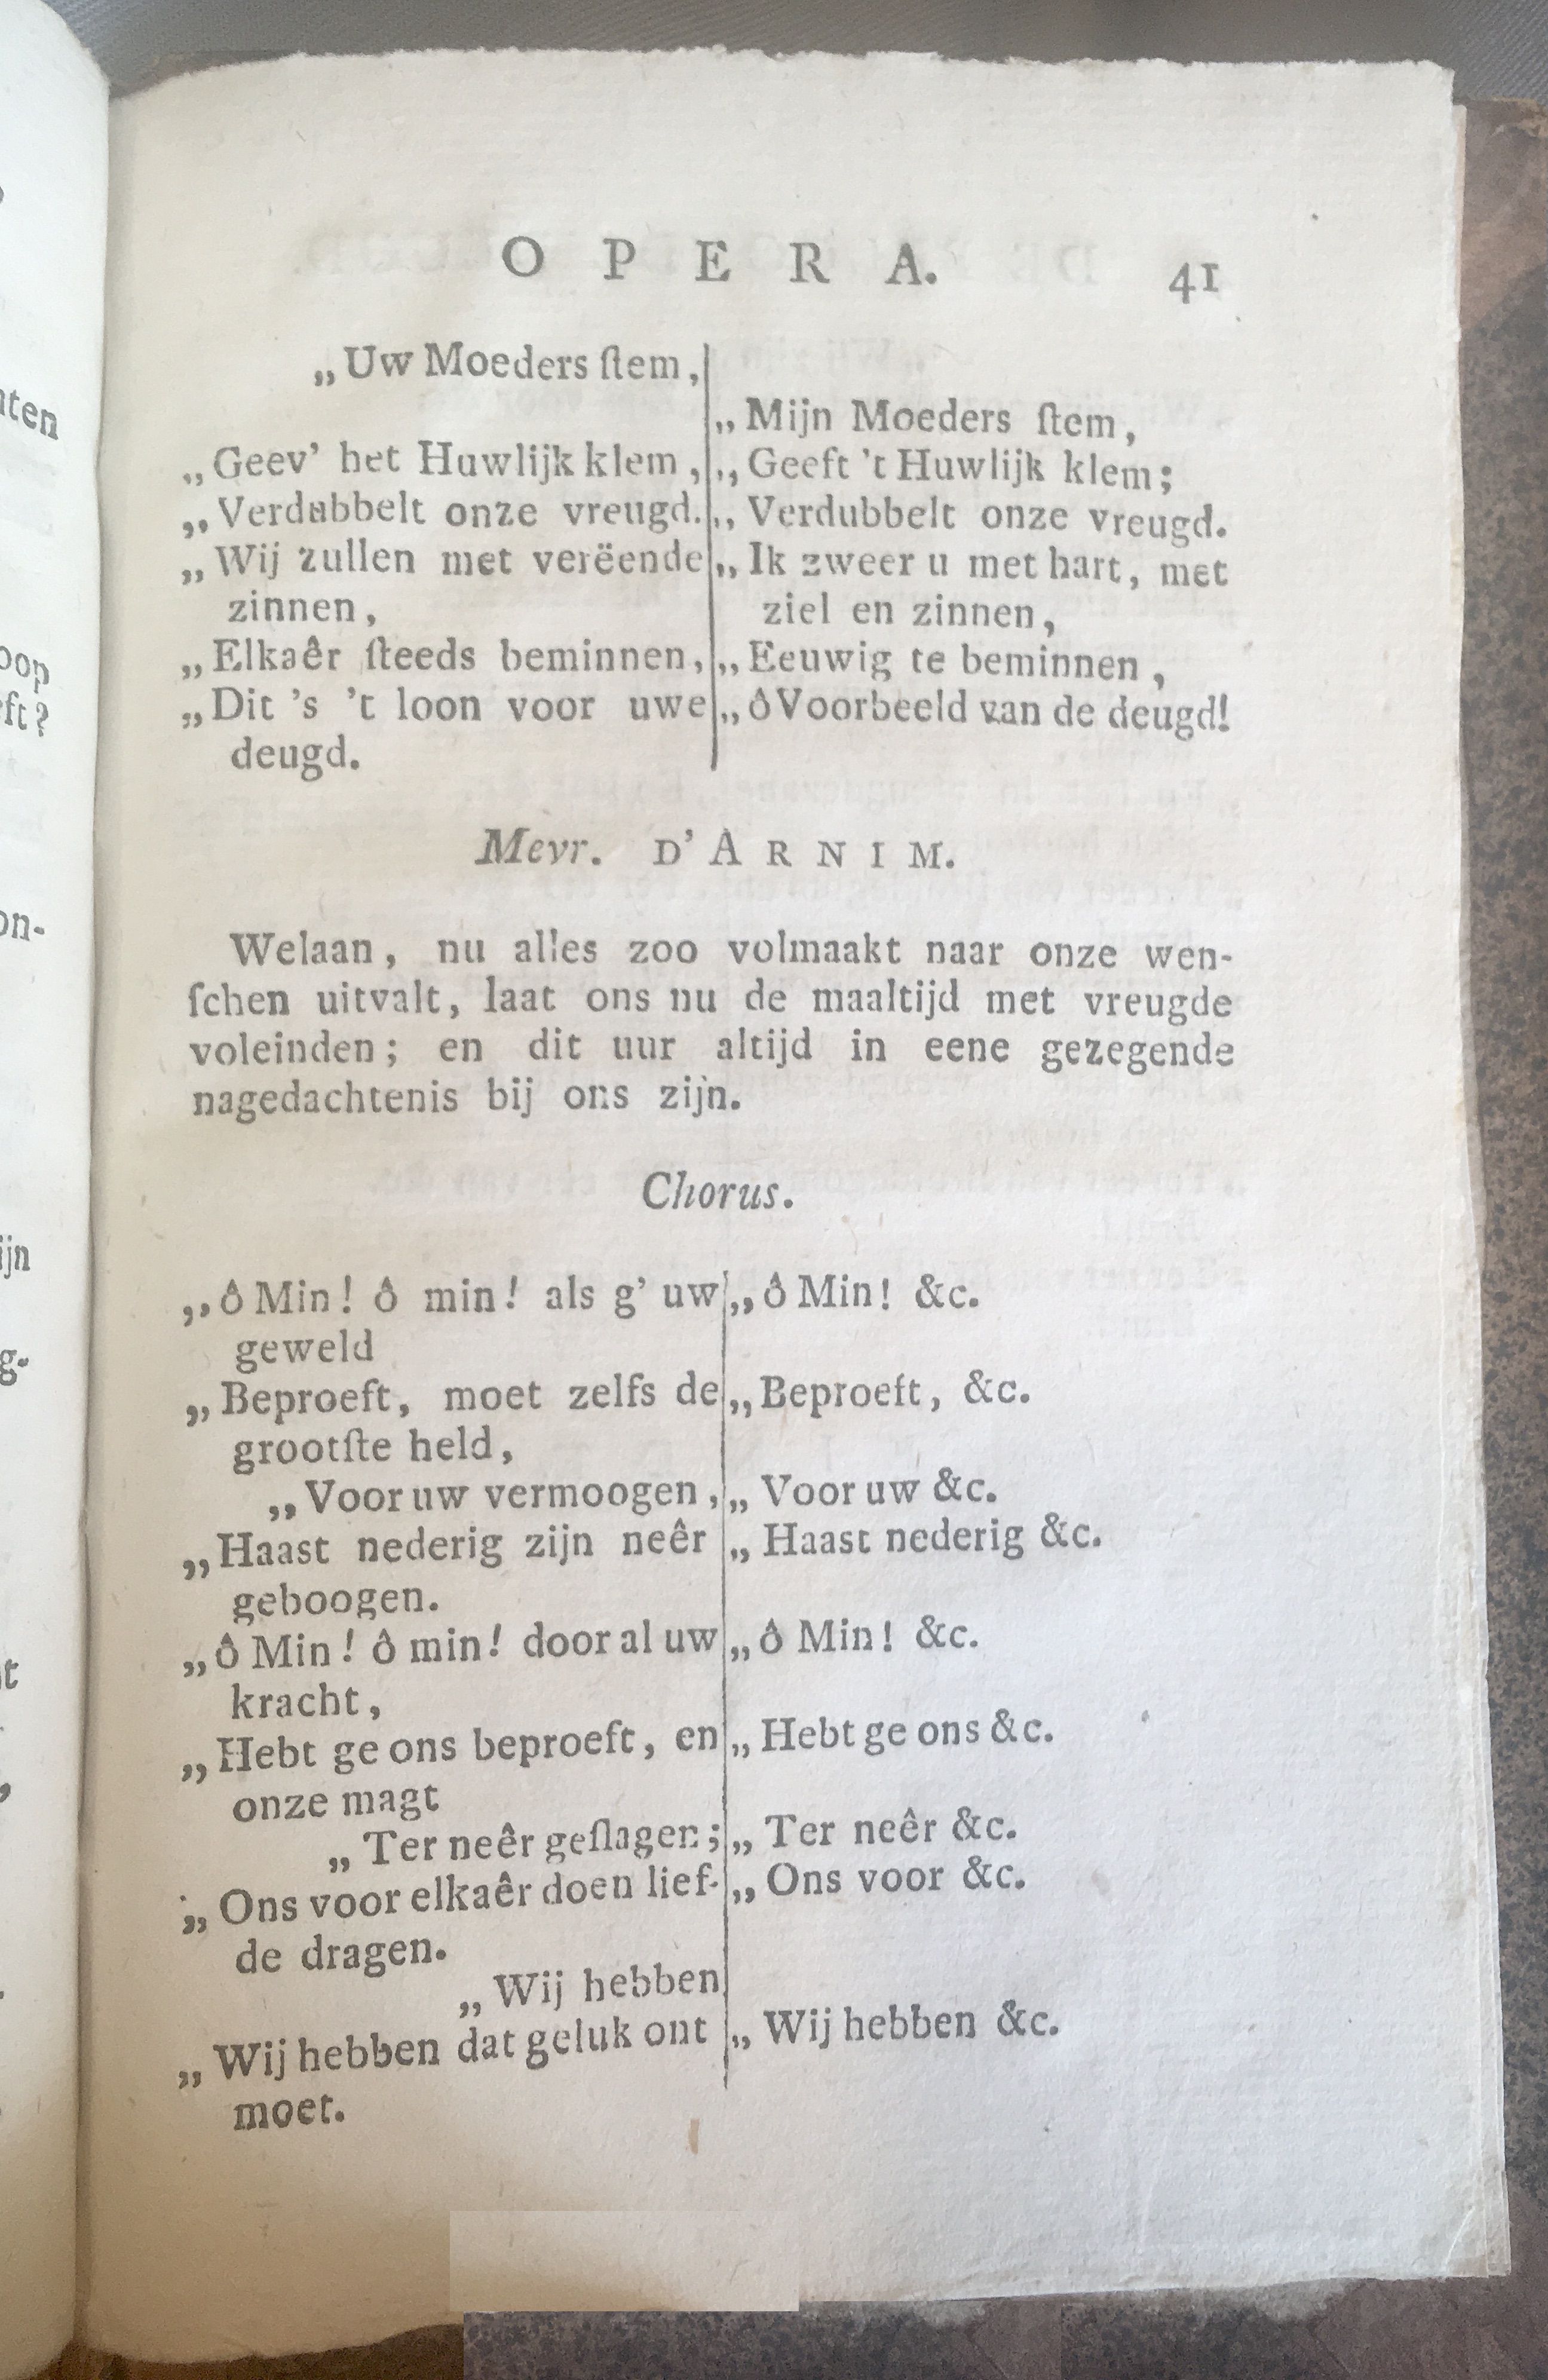 OPERA. 41
„Uw Moeders ſtem,
„Mijn Moeders ſtem,
„Geev' het Huwlijk klem, „Geeft 't Huwlijk klem;
„Verdubbelt onze vreugd. „Verdubbelt onze vreugd.
„Wij zullen met verëende „Ik zweer u met hart, met
zinnen, ziel en zinnen,
„Elkaêr ſteeds beminnen, „Eeuwig te beminnen,
„Dit 's 't loon voor uwe „ô Voorbeeld van de deugd!
deugd.
Mevr. D'ARNIM.
Welaan, nu alles zoo volmaakt naar onze wen-
ſchen uitvalt, laat ons nu de maaltijd met vreugde
voleinden; en dit uur altijd in eene gezegende
nagedachtenis bij ons zijn.
Chorus.
„ô Min! ô min! als g' uw „ô Min! &c.
geweld
„Beproeft, moet zelfs de „Beproeft, &c.
grootſte held,
„Voor uw vermoogen, „Voor uw &c.
„Haast nederig zijn neêr „Haast nederig &c.
geboogen.
„ô Min! ô min! door al uw „ô Min! &c.
kracht,
„Hebt ge ons beproeft, en „Hebt ge ons &c.
onze magt
„Ter neêr geſlagen; „Ter neêr &c.
„Ons voor elkaêr doen lief- „Ons voor &c.
de dragen.
„Wij hebben
„Wij hebben dat geluk ont „Wij hebben &c.
moet.
nten
oop
ft?
on-
ijn
g-